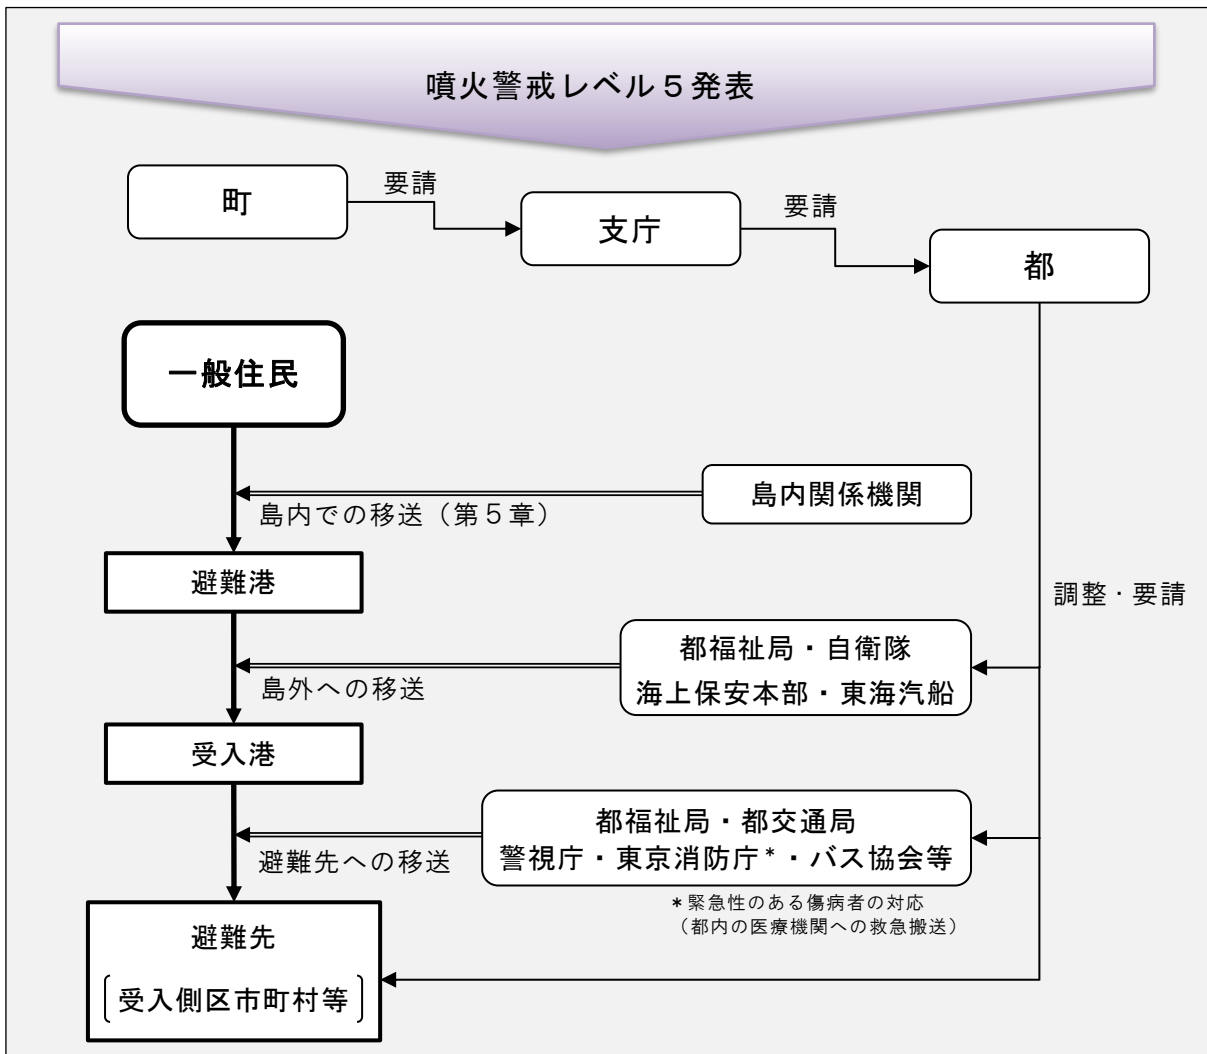 噴火警戒レベル５発表
町
要請
支庁
要請
都
一般住民
島内関係機関
島内での移送（第５章）
避難港
調整・要請
都福祉局・自衛隊
海上保安本部・東海汽船
島外への移送
受入港
都福祉局・都交通局
警視庁・東京消防庁*・バス協会等
避難先への移送
*緊急性のある傷病者の対応
（都内の医療機関への救急搬送）
避難先
〔受入側区市町村等〕